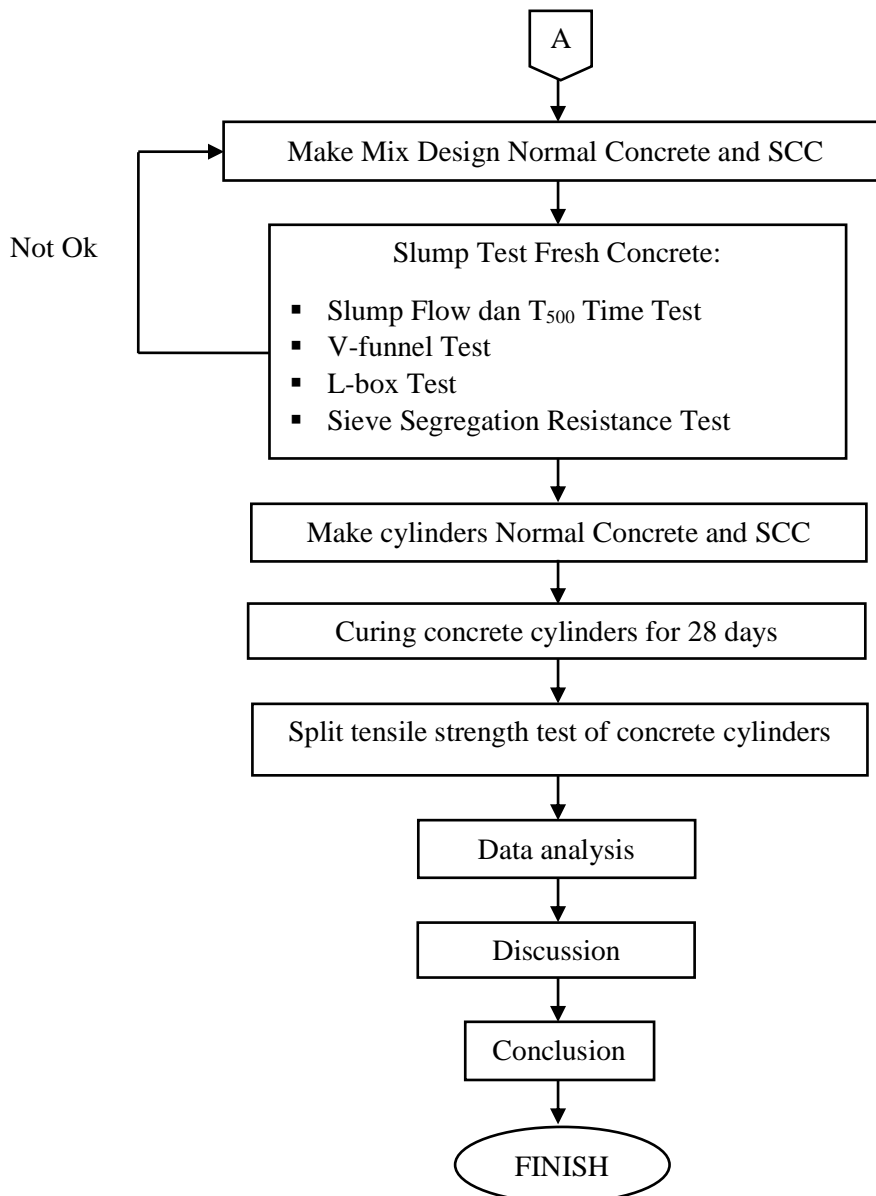 A
Make Mix Design Normal Concrete and SCC
Not Ok
Slump Test Fresh Concrete:
▪ Slump Flow dan T₅₀₀ Time Test
▪ V-funnel Test
▪ L-box Test
▪ Sieve Segregation Resistance Test
Make cylinders Normal Concrete and SCC
Curing concrete cylinders for 28 days
Split tensile strength test of concrete cylinders
Data analysis
Discussion
Conclusion
FINISH